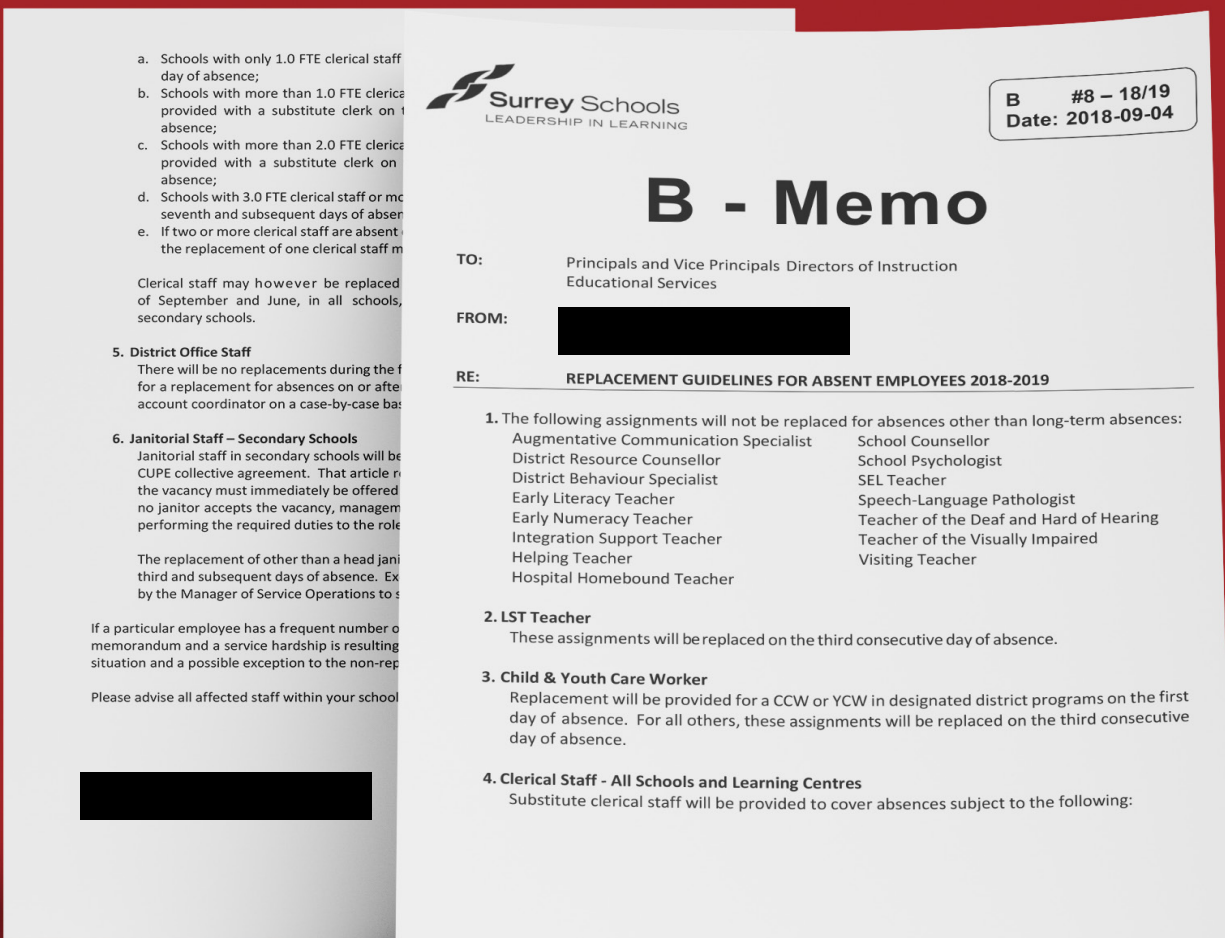 Surrey Schools
LEADERSHIP IN LEARNING
B #8 – 18/19
Date: 2018-09-04
B - Memo
TO: Principals and Vice Principals Directors of Instruction
Educational Services
FROM:
RE: REPLACEMENT GUIDELINES FOR ABSENT EMPLOYEES 2018-2019
1. The following assignments will not be replaced for absences other than long-term absences:
Augmentative Communication Specialist
District Resource Counsellor
District Behaviour Specialist
Early Literacy Teacher
Early Numeracy Teacher
Integration Support Teacher
Helping Teacher
Hospital Homebound Teacher
School Counsellor
School Psychologist
SEL Teacher
Speech-Language Pathologist
Teacher of the Deaf and Hard of Hearing
Teacher of the Visually Impaired
Visiting Teacher
2. LST Teacher
These assignments will be replaced on the third consecutive day of absence.
3. Child & Youth Care Worker
Replacement will be provided for a CCW or YCW in designated district programs on the first
day of absence. For all others, these assignments will be replaced on the third consecutive
day of absence.
4. Clerical Staff - All Schools and Learning Centres
Substitute clerical staff will be provided to cover absences subject to the following:
a. Schools with only 1.0 FTE clerical staff
day of absence;
b. Schools with more than 1.0 FTE clerica
provided with a substitute clerk on t
absence;
c. Schools with more than 2.0 FTE clerica
provided with a substitute clerk on
absence;
d. Schools with 3.0 FTE clerical staff or mo
seventh and subsequent days of absen
e. If two or more clerical staff are absent
the replacement of one clerical staff m
Clerical staff may however be replaced
of September and June, in all schools,
secondary schools.
5. District Office Staff
There will be no replacements during the f
for a replacement for absences on or afte
account coordinator on a case-by-case bas
6. Janitorial Staff – Secondary Schools
Janitorial staff in secondary schools will be
CUPE collective agreement. That article r
the vacancy must immediately be offered
no janitor accepts the vacancy, managem
performing the required duties to the role
The replacement of other than a head jani
third and subsequent days of absence. Ex
by the Manager of Service Operations to s
If a particular employee has a frequent number o
memorandum and a service hardship is resulting
situation and a possible exception to the non-rep
Please advise all affected staff within your school